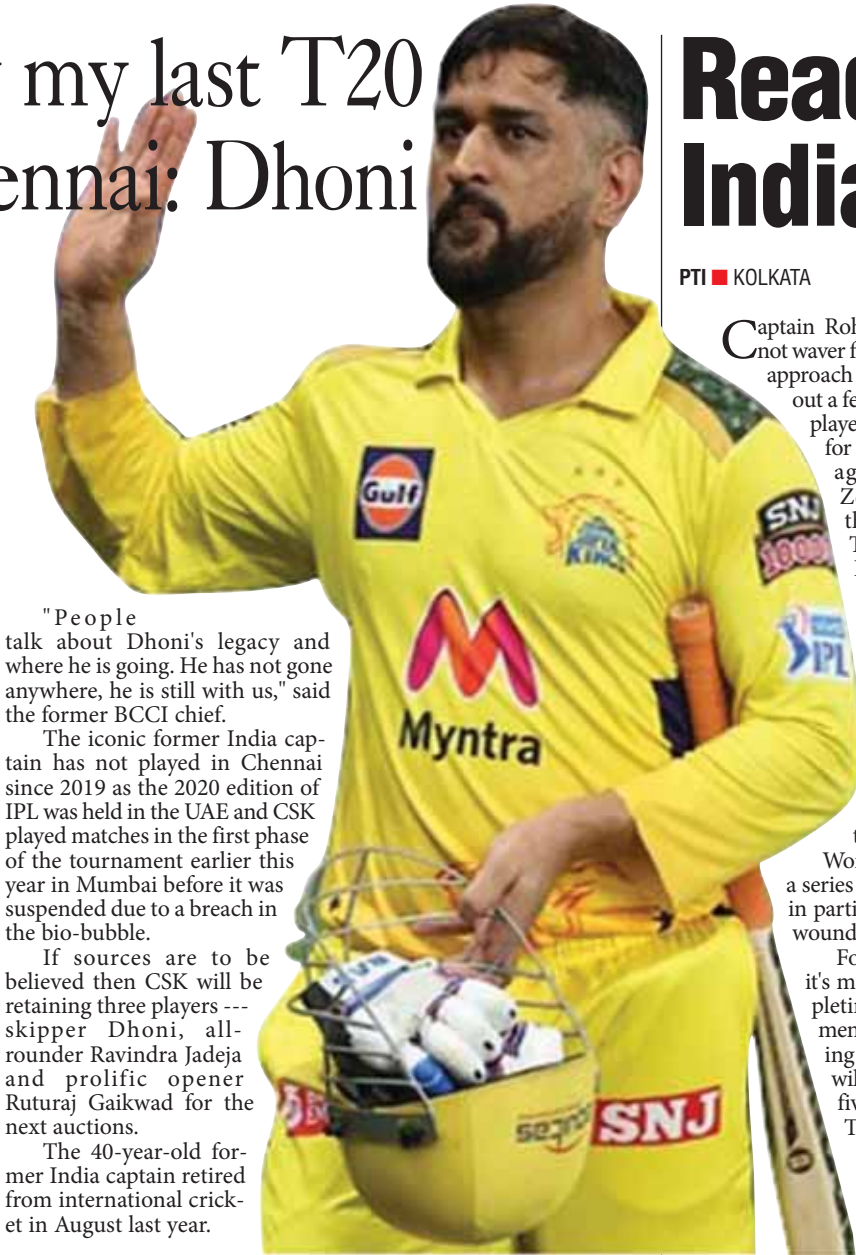 my last T20
ennai: Dhoni
"People
talk about Dhoni's legacy and
where he is going. He has not gone
anywhere, he is still with us," said
the former BCCI chief.
The iconic former India cap-
tain has not played in Chennai
since 2019 as the 2020 edition of
IPL was held in the UAE and CSK
played matches in the first phase
of the tournament earlier this
year in Mumbai before it was
suspended due to a breach in
the bio-bubble.
If sources are to be
believed then CSK will be
retaining three players ---
skipper Dhoni, all-
rounder Ravindra Jadeja
and prolific opener
Ruturaj Gaikwad for the
next auctions.
The 40-year-old for-
mer India captain retired
from international crick-
et in August last year.
Gulf
SUPER
KINGS
SNJ
10000
IPL
Myntra
SNJ
Read
India
PTI ■ KOLKATA
Captain Roh
not waver f
approach
out a fe
playe
for
ag
Z
th
T
t
Wor
a series
in parti
wound
Fo
it's m
pletin
men
ing
wil
fiv
T